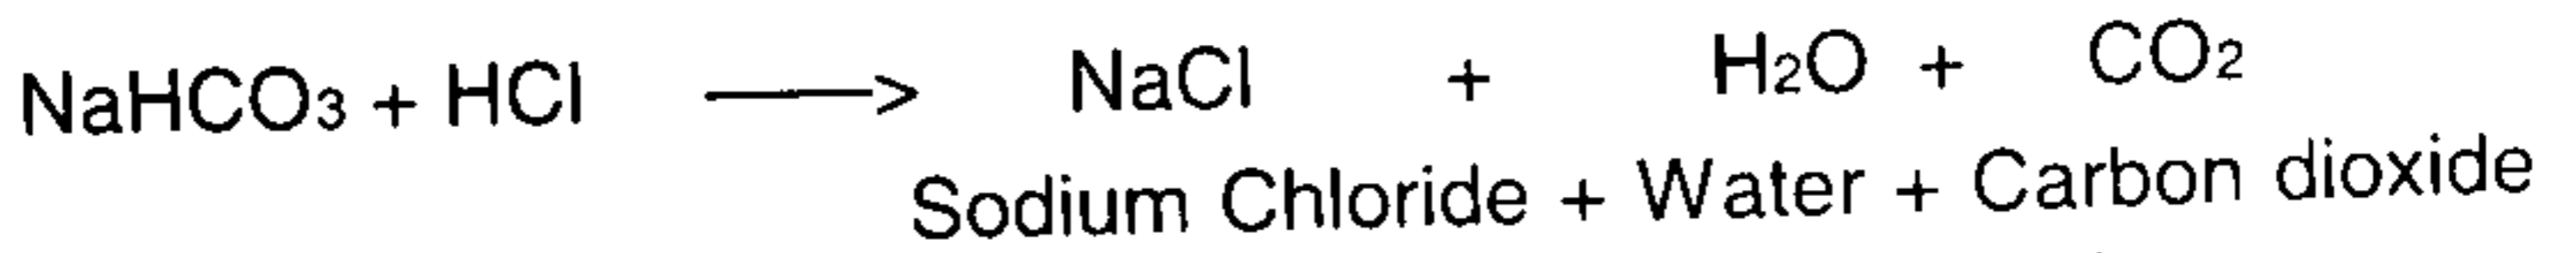 NaHCO3 + HCl ——> NaCl + H2O + CO2
Sodium Chloride + Water + Carbon dioxide